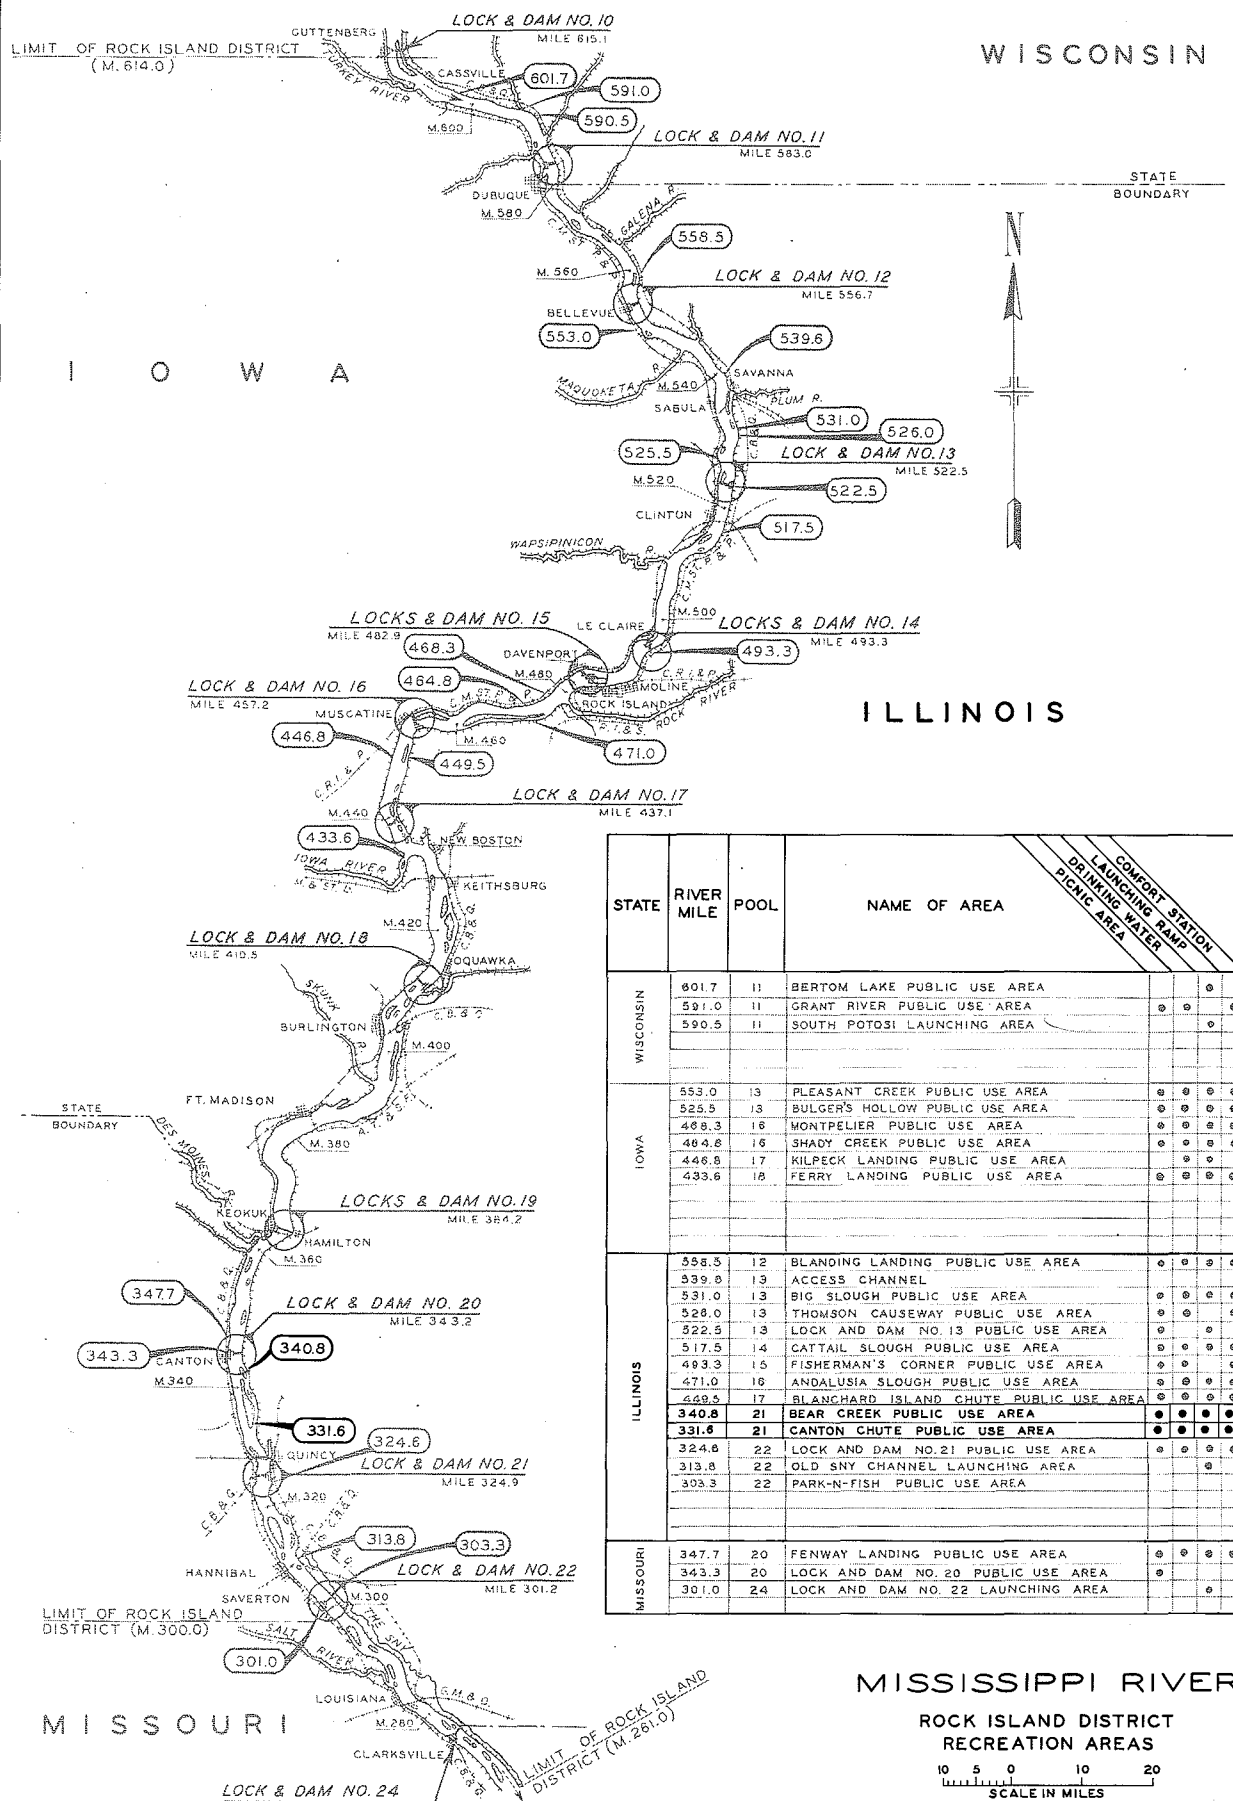 LOCK & DAM NO. 10
MILE 615.1
GUTTENBERG
LIMIT OF ROCK ISLAND DISTRICT
(M. 614.0)
WISCONSIN
TURKEY RIVER
CASSVILLE
C.B.& Q.
601.7
591.0
590.5
M.600
LOCK & DAM NO. 11
MILE 583.0
STATE
BOUNDARY
DUBUQUE
M.580
GALENA R.
C.M.ST. P. & P.
558.5
N
M. 560
LOCK & DAM NO. 12
MILE 556.7
BELLEVUE
553.0
539.6
IOWA
MAQUOKETA R.
M.540
SAVANNA
PLUM R.
SABULA
531.0
526.0
C.B.& Q.
525.5
LOCK & DAM NO. 13
MILE 522.5
M.520
522.5
CLINTON
517.5
WAPSIPINICON R.
C.M.ST. P. & P.
M.500
LOCKS & DAM NO. 15
MILE 482.9
LE CLAIRE
LOCKS & DAM NO. 14
MILE 493.3
468.3
DAVENPORT
493.3
464.8
M.480
C.R.I.& P.
MOLINE
LOCK & DAM NO. 16
MILE 457.2
C.M.ST. P. & P.
ROCK ISLAND
R.I.& S.
ROCK RIVER
ILLINOIS
MUSCATINE
446.8
M.460
471.0
449.5
C.R.I. & P.
LOCK & DAM NO. 17
MILE 437.1
M.440
433.6
NEW BOSTON
IOWA RIVER
M. & ST. L.
KEITHSBURG
M.420
C.B.& Q.
LOCK & DAM NO. 18
MILE 410.5
OQUAWKA
SKUNK R.
BURLINGTON
C.B.& Q.
M.400
FT. MADISON
STATE
BOUNDARY
A.T.& S.F.
M.380
DES MOINES R.
LOCKS & DAM NO. 19
MILE 364.2
KEOKUK
HAMILTON
M.360
C.B.& Q.
347.7
LOCK & DAM NO. 20
MILE 343.2
343.3
CANTON
340.8
M340
331.6
324.6
QUINCY
LOCK & DAM NO. 21
MILE 324.9
C.B.& Q.
M.320
C.B.& Q.
313.8
303.3
HANNIBAL
LOCK & DAM NO. 22
MILE 301.2
SAVERTON
M.300
LIMIT OF ROCK ISLAND
DISTRICT (M.300.0)
THE SNY
SALT RIVER
301.0
LOUISIANA
G.M.& O.
MISSOURI
M.280
CLARKSVILLE
C.B.& Q.
LIMIT OF ROCK ISLAND
DISTRICT (M.261.0)
LOCK & DAM NO. 24
STATE RIVER MILE POOL NAME OF AREA PICNIC AREA DRINKING WATER LAUNCHING RAMP COMFORT STATION
WISCONSIN
601.7 11 BERTOM LAKE PUBLIC USE AREA
591.0 11 GRANT RIVER PUBLIC USE AREA
590.5 11 SOUTH POTOSI LAUNCHING AREA
IOWA
553.0 13 PLEASANT CREEK PUBLIC USE AREA
525.5 13 BULGER'S HOLLOW PUBLIC USE AREA
468.3 16 MONTPELIER PUBLIC USE AREA
464.8 16 SHADY CREEK PUBLIC USE AREA
446.8 17 KILPECK LANDING PUBLIC USE AREA
433.6 18 FERRY LANDING PUBLIC USE AREA
ILLINOIS
558.5 12 BLANDING LANDING PUBLIC USE AREA
539.6 13 ACCESS CHANNEL
531.0 13 BIG SLOUGH PUBLIC USE AREA
526.0 13 THOMSON CAUSEWAY PUBLIC USE AREA
522.5 13 LOCK AND DAM NO. 13 PUBLIC USE AREA
517.5 14 CATTAIL SLOUGH PUBLIC USE AREA
493.3 15 FISHERMAN'S CORNER PUBLIC USE AREA
471.0 16 ANDALUSIA SLOUGH PUBLIC USE AREA
449.5 17 BLANCHARD ISLAND CHUTE PUBLIC USE AREA
340.8 21 BEAR CREEK PUBLIC USE AREA
331.6 21 CANTON CHUTE PUBLIC USE AREA
324.6 22 LOCK AND DAM NO. 21 PUBLIC USE AREA
313.8 22 OLD SNY CHANNEL LAUNCHING AREA
303.3 22 PARK-N-FISH PUBLIC USE AREA
MISSOURI
347.7 20 FENWAY LANDING PUBLIC USE AREA
343.3 20 LOCK AND DAM NO. 20 PUBLIC USE AREA
301.0 24 LOCK AND DAM NO. 22 LAUNCHING AREA
MISSISSIPPI RIVER
ROCK ISLAND DISTRICT
RECREATION AREAS
10 5 0 10 20
SCALE IN MILES